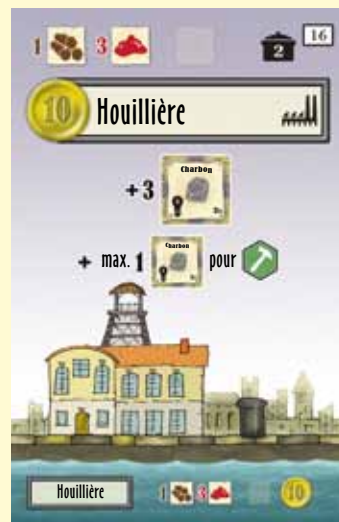 1 3 2 16
10 Houillière
+3 Charbon
+ max. 1 Charbon pour
Houillière 1 3 10